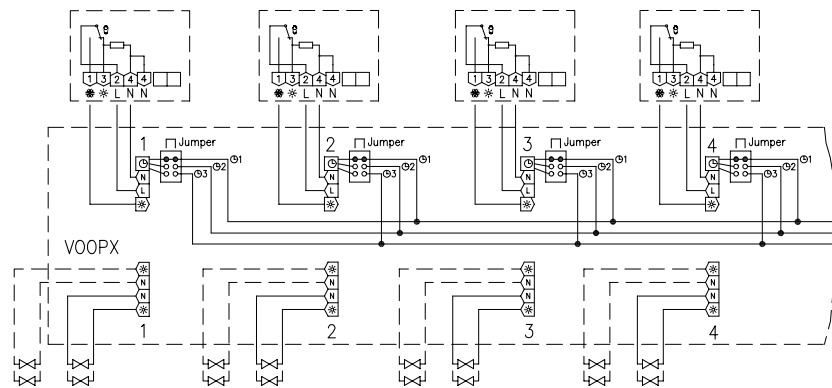 1 3 2 4 4
L N N
1 3 2 4 4
L N N
1 3 2 4 4
L N N
1 3 2 4 4
L N N
1 Jumper
2 Jumper
3 Jumper
4 Jumper
1 1 1 1
N 2 N 2 N 2 N 2
L 3 L 3 L 3 L 3
VOOPX
N N N N
N N N N
1 2 3 4